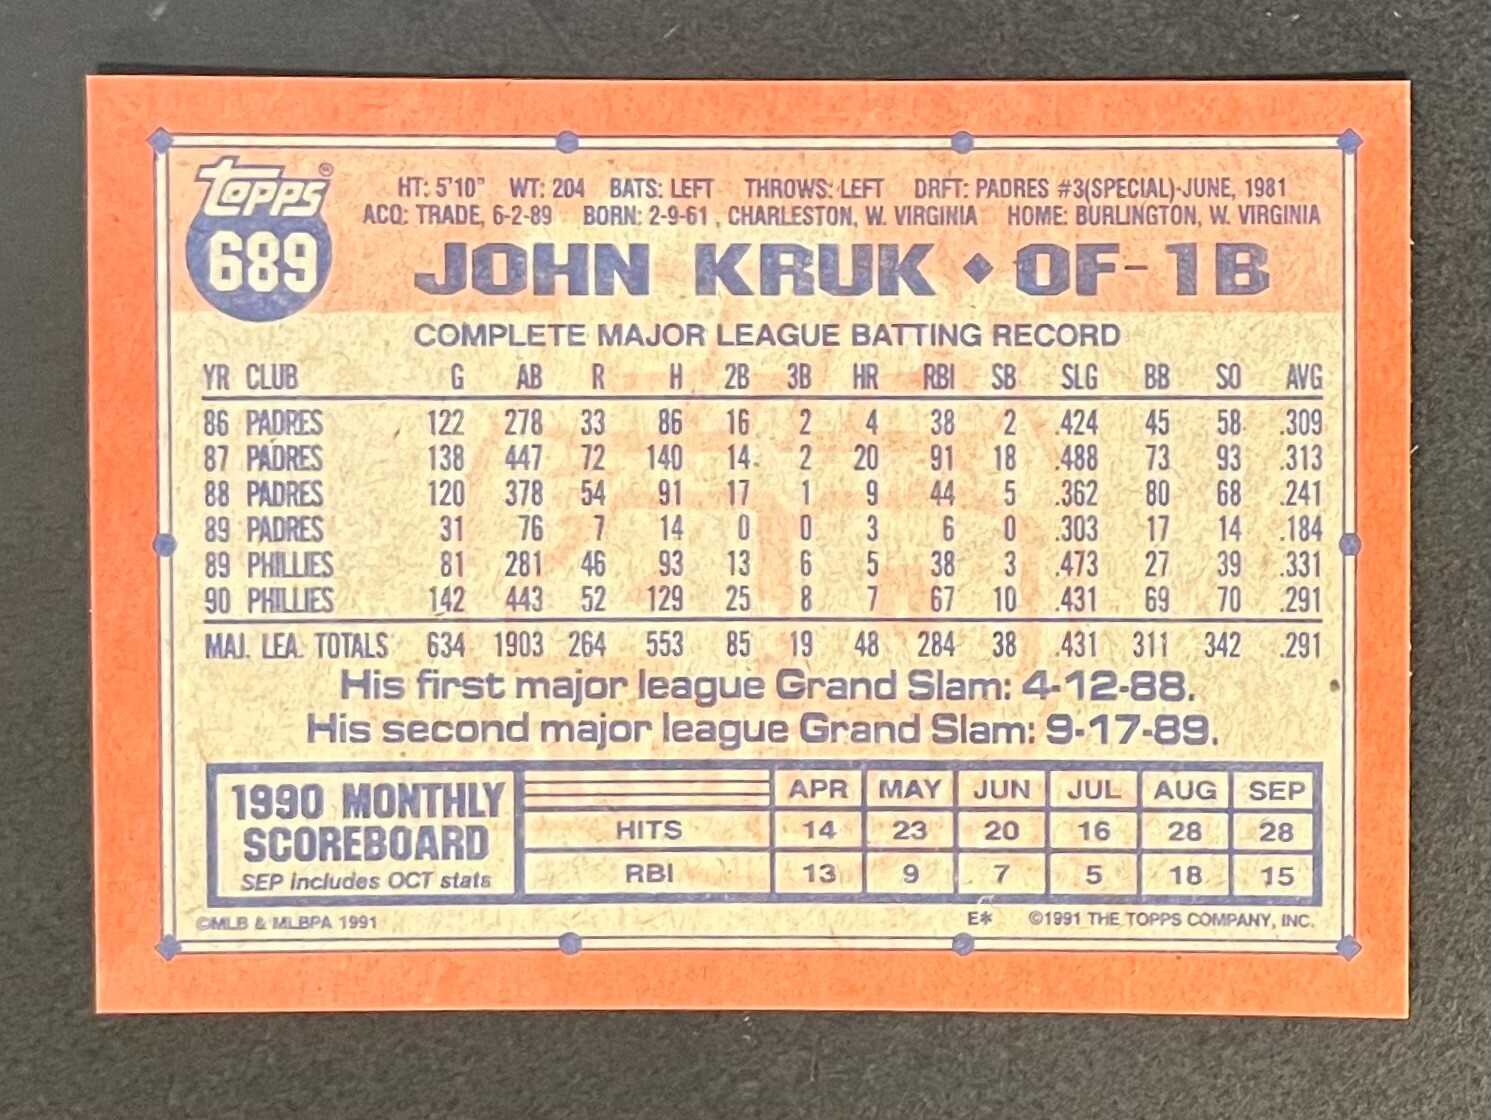 Topps®
HT: 5'10" WT: 204 BATS: LEFT THROWS: LEFT DRFT: PADRES #3(SPECIAL)-JUNE, 1981
ACQ: TRADE, 6-2-89 BORN: 2-9-61, CHARLESTON, W. VIRGINIA HOME: BURLINGTON, W. VIRGINIA
689
JOHN KRUK ◆ OF-1B
COMPLETE MAJOR LEAGUE BATTING RECORD
YR CLUB G AB R H 2B 3B HR RBI SB SLG BB SO AVG
86 PADRES 122 278 33 86 16 2 4 38 2 .424 45 58 .309
87 PADRES 138 447 72 140 14 2 20 91 18 .488 73 93 .313
88 PADRES 120 378 54 91 17 1 9 44 5 .362 80 68 .241
89 PADRES 31 76 7 14 0 0 3 6 0 .303 17 14 .184
89 PHILLIES 81 281 46 93 13 6 5 38 3 .473 27 39 .331
90 PHILLIES 142 443 52 129 25 8 7 67 10 .431 69 70 .291
MAJ. LEA. TOTALS 634 1903 264 553 85 19 48 284 38 .431 311 342 .291
His first major league Grand Slam: 4-12-88.
His second major league Grand Slam: 9-17-89.
1990 MONTHLY
SCOREBOARD
SEP includes OCT stats
APR MAY JUN JUL AUG SEP
HITS 14 23 20 16 28 28
RBI 13 9 7 5 18 15
©MLB & MLBPA 1991 E* ©1991 THE TOPPS COMPANY, INC.